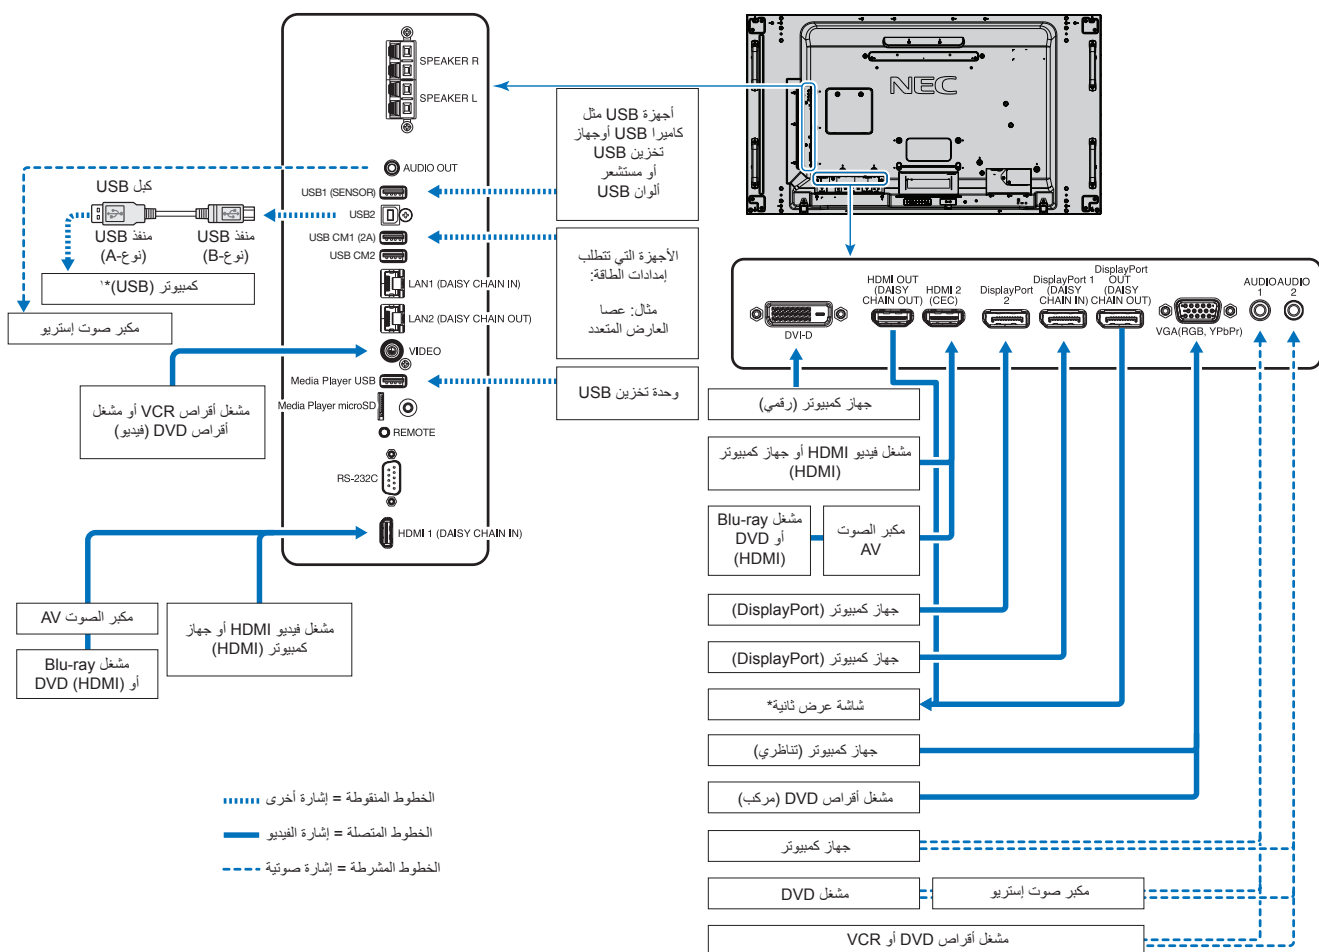 SPEAKER R
SPEAKER L
AUDIO OUT
USB1 (SENSOR)
USB2
USB CM1 (2A)
USB CM2
LAN1 (DAISY CHAIN IN)
LAN2 (DAISY CHAIN OUT)
VIDEO
Media Player USB
Media Player microSD
REMOTE
RS-232C
HDMI 1 (DAISY CHAIN IN)
كبل USB
منفذ USB
(نوع-A)
منفذ USB
(نوع-B)
كمبيوتر (USB)*١
مكبر صوت إستريو
مشغل أقراص VCR أو مشغل
أقراص DVD (فيديو)
مكبر الصوت AV
مشغل Blu-ray
أو DVD (HDMI)
مشغل فيديو HDMI أو جهاز
كمبيوتر (HDMI)
أجهزة USB مثل
كاميرا USB أوجهاز
تخزين USB
أو مستشعر
ألوان USB
الأجهزة التي تتطلب
إمدادات الطاقة:
مثال: عصا
العارض المتعدد
وحدة تخزين USB
NEC
DVI-D
HDMI OUT
(DAISY
CHAIN OUT)
HDMI 2
(CEC)
DisplayPort
2
DisplayPort 1
(DAISY
CHAIN IN)
DisplayPort
OUT
(DAISY
CHAIN OUT)
VGA(RGB, YPbPr)
AUDIO
1
AUDIO
2
جهاز كمبيوتر (رقمي)
مشغل فيديو HDMI أو جهاز كمبيوتر
(HDMI)
مشغل Blu-ray
أو DVD
(HDMI)
مكبر الصوت
AV
جهاز كمبيوتر (DisplayPort)
جهاز كمبيوتر (DisplayPort)
شاشة عرض ثانية*
جهاز كمبيوتر (تناظري)
مشغل أقراص DVD (مركب)
جهاز كمبيوتر
مشغل DVD
مكبر صوت إستريو
مشغل أقراص DVD أو VCR
الخطوط المنقوطة = إشارة أخرى
الخطوط المتصلة = إشارة الفيديو
الخطوط المشرطة = إشارة صوتية